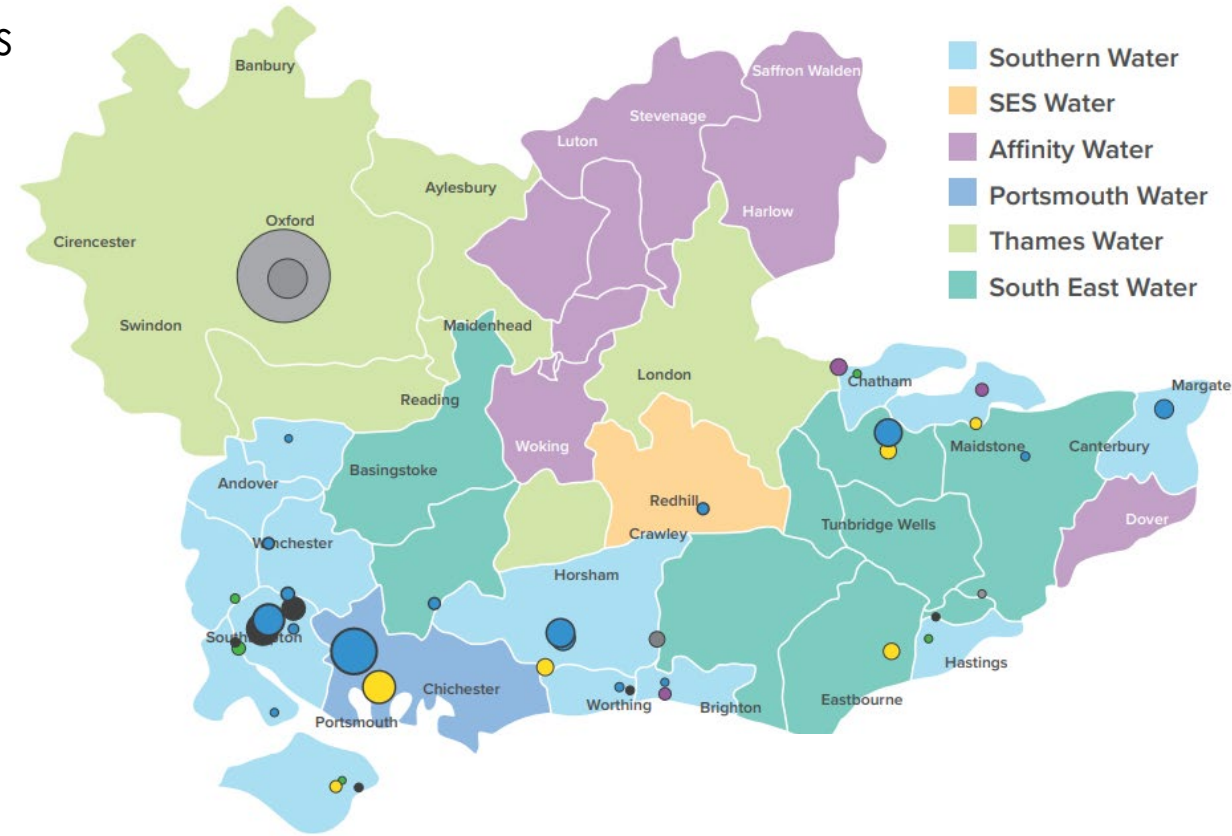 S
Banbury
Saffron Walden
Southern Water
SES Water
Affinity Water
Portsmouth Water
Thames Water
South East Water
Stevenage
Luton
Aylesbury
Harlow
Oxford
Cirencester
Swindon
Maidenhead
London
Reading
Chatham
Margate
Woking
Maidstone
Canterbury
Basingstoke
Andover
Redhill
Dover
Tunbridge Wells
Crawley
Winchester
Horsham
Southampton
Hastings
Chichester
Eastbourne
Worthing
Brighton
Portsmouth